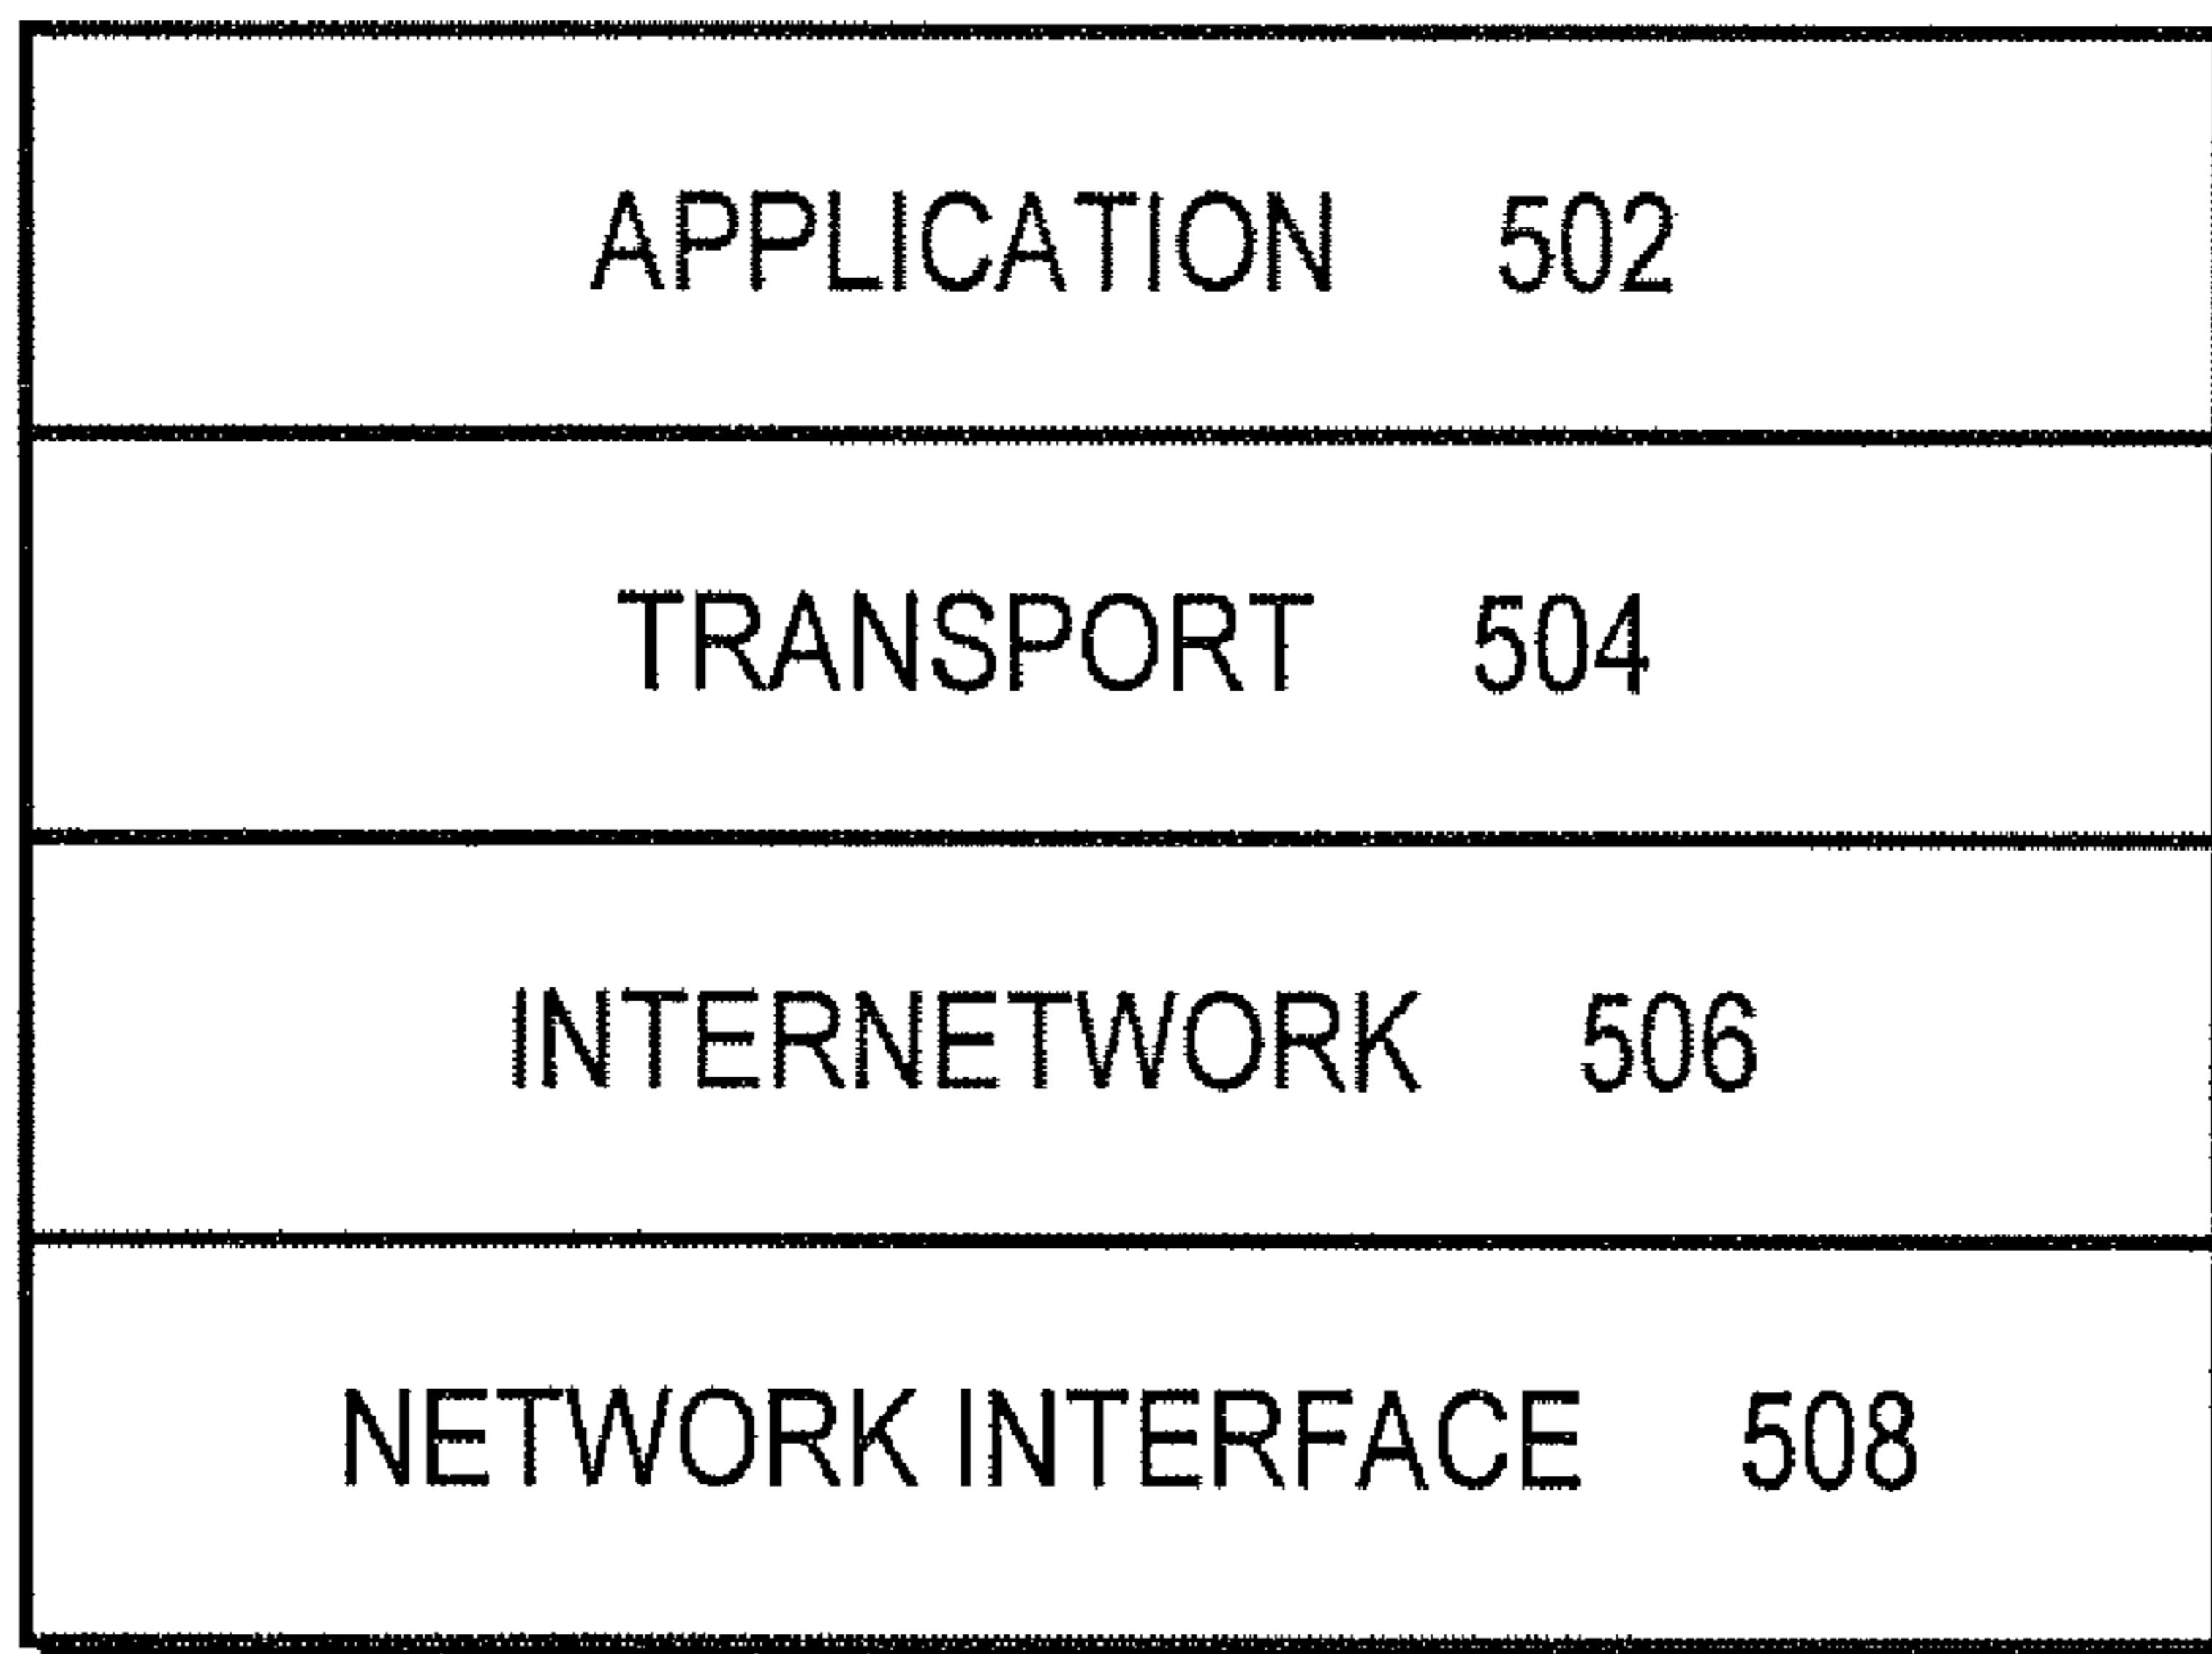 APPLICATION 502
TRANSPORT 504
INTERNETWORK 506
NETWORK INTERFACE 508